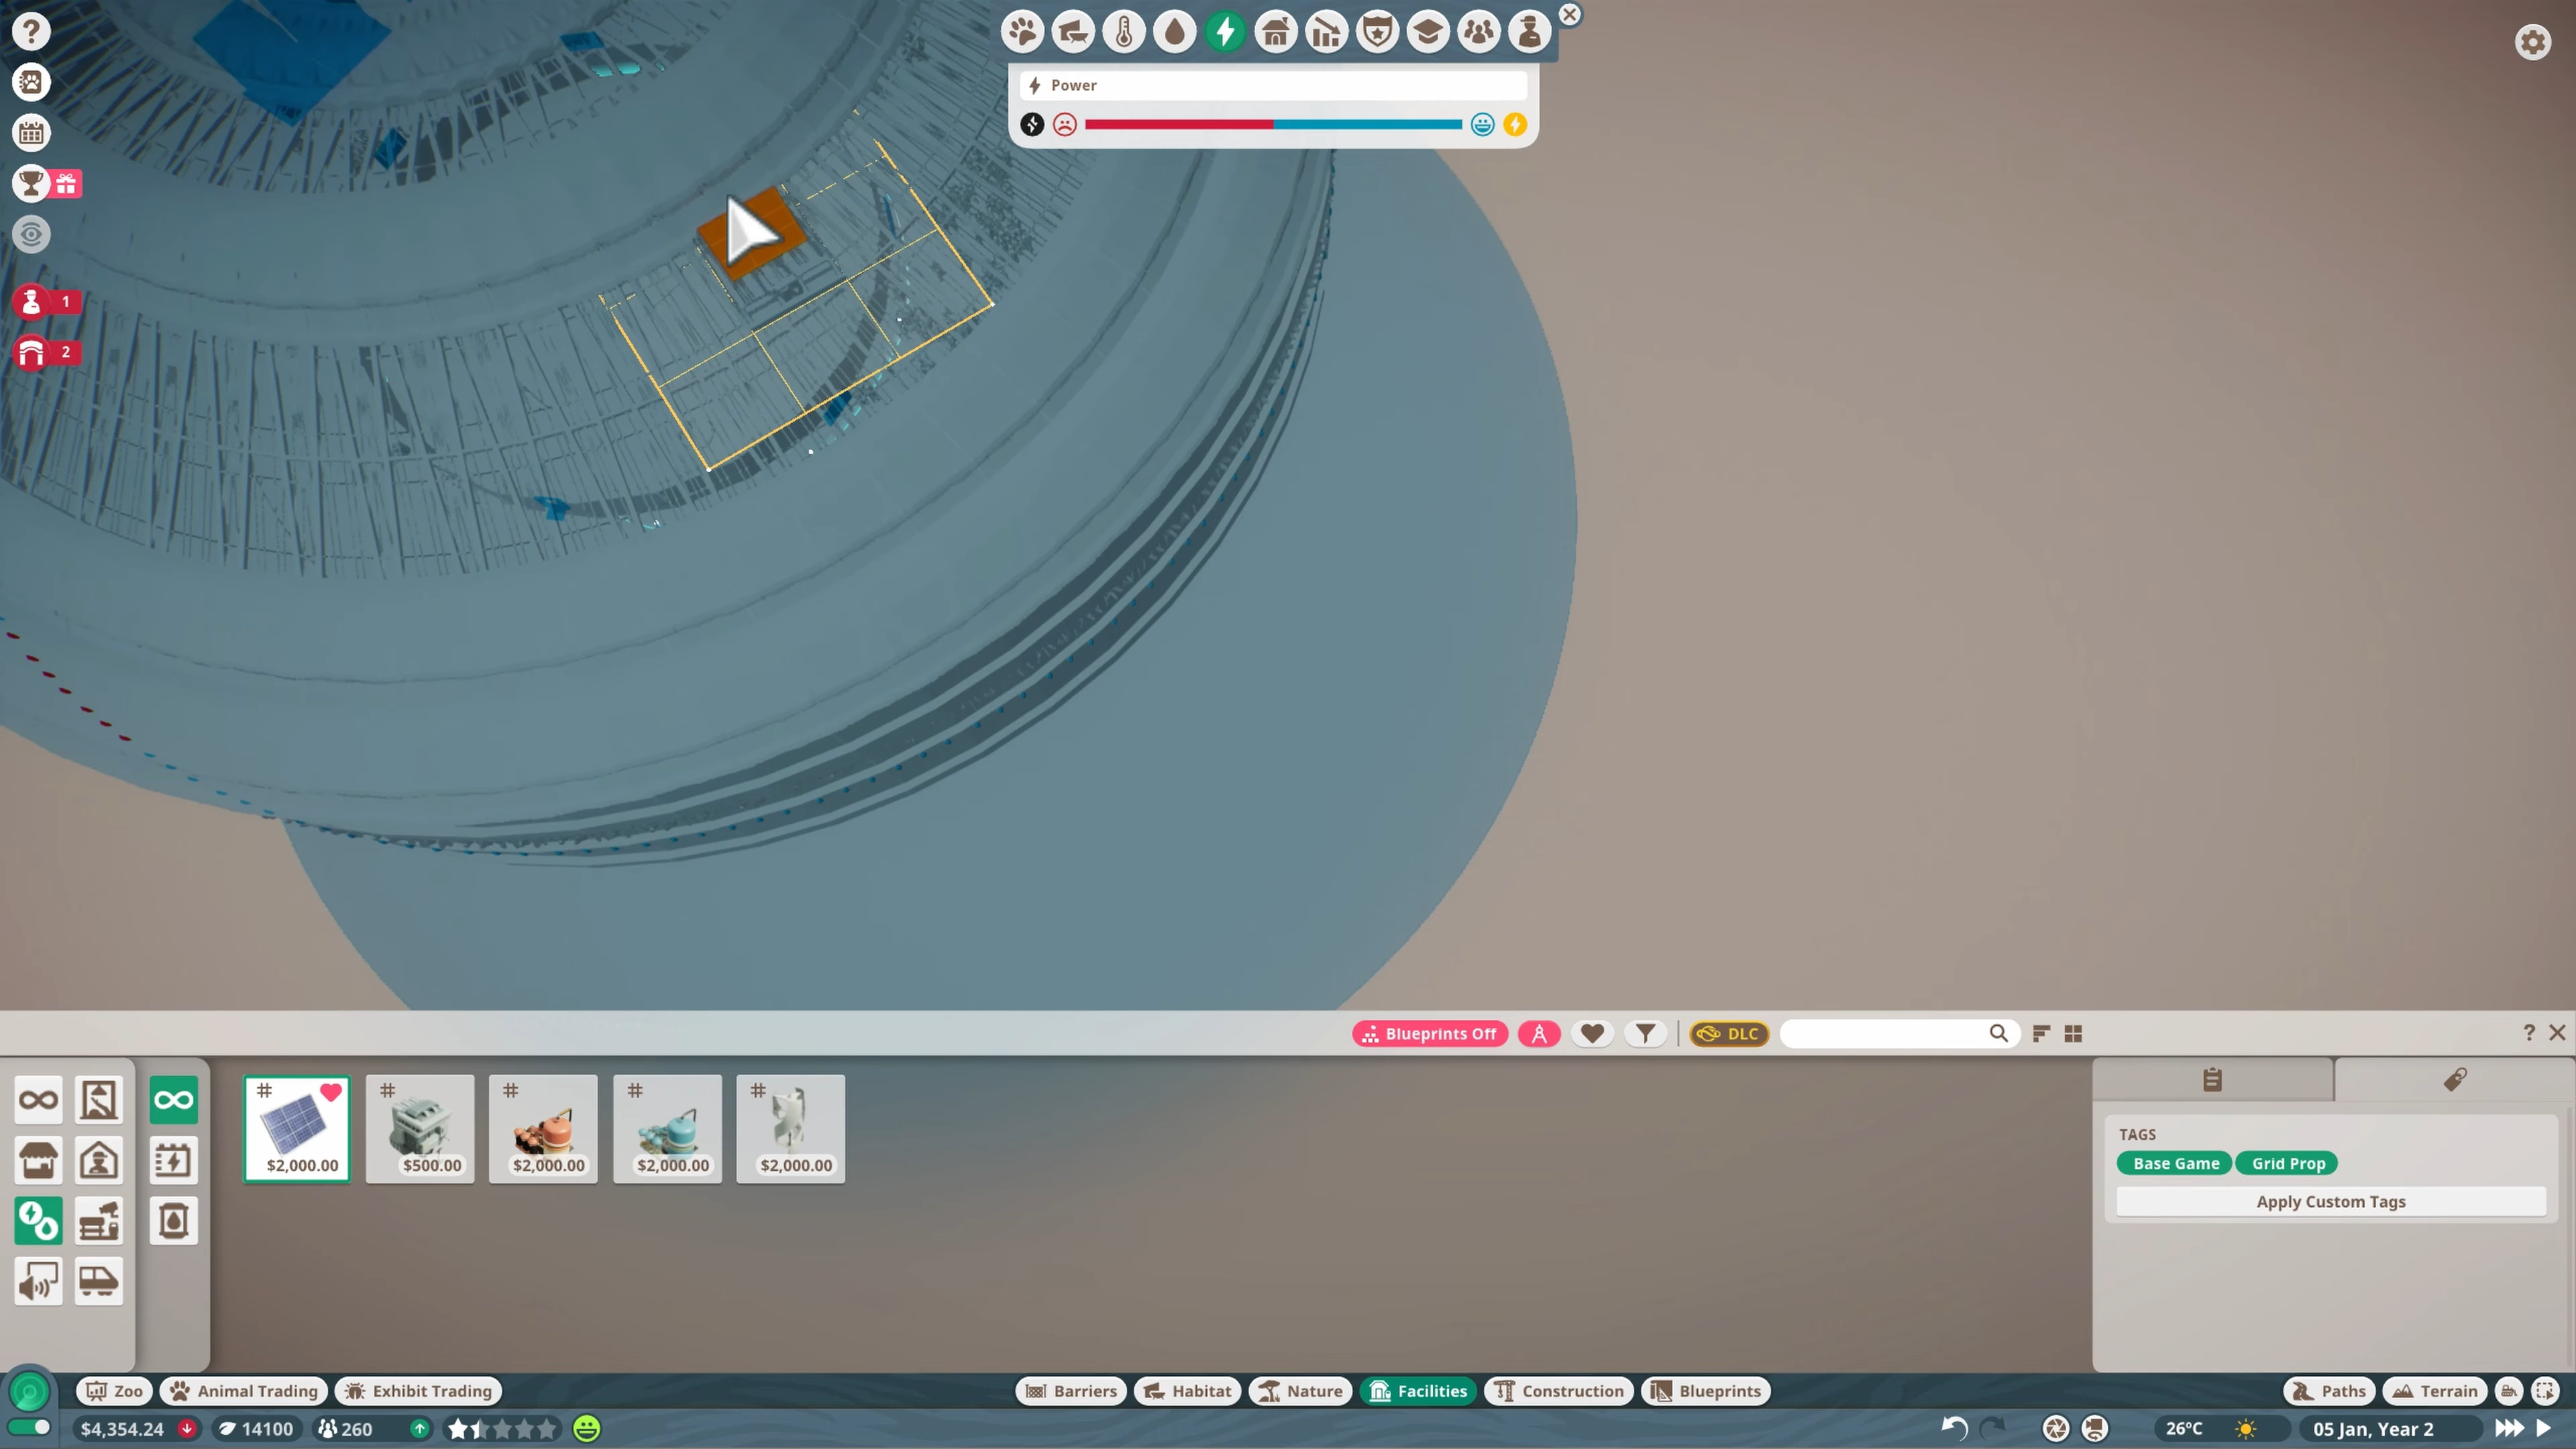 Power
1
2
Blueprints Off
DLC
$2,000.00
$500.00
$2,000.00
$2,000.00
$2,000.00
TAGS
Base Game
Grid Prop
Apply Custom Tags
Zoo
Animal Trading
Exhibit Trading
Barriers
Habitat
Nature
Facilities
Construction
Blueprints
Paths
Terrain
$4,354.24
14100
260
26°C
05 Jan, Year 2